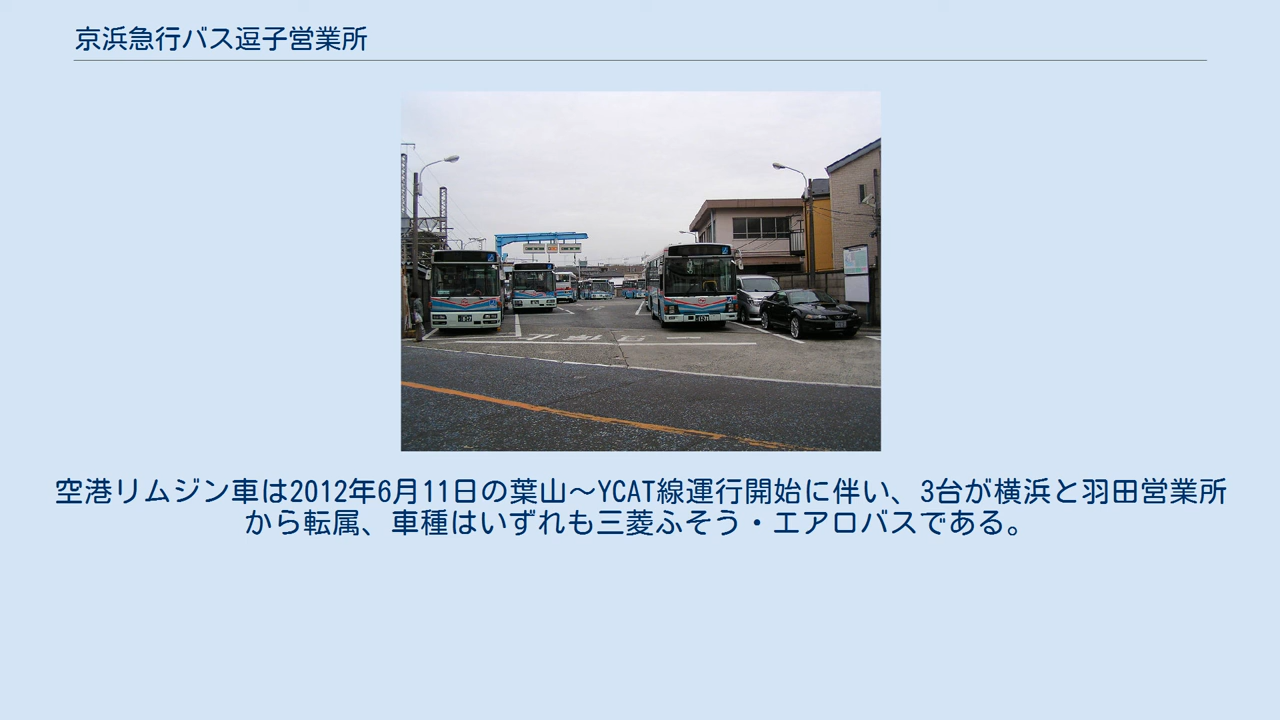 京浜急行バス逗子営業所
空港リムジン車は2012年6月11日の葉山～YCAT線運行開始に伴い、3台が横浜と羽田営業所
から転属、車種はいずれも三菱ふそう・エアロバスである。